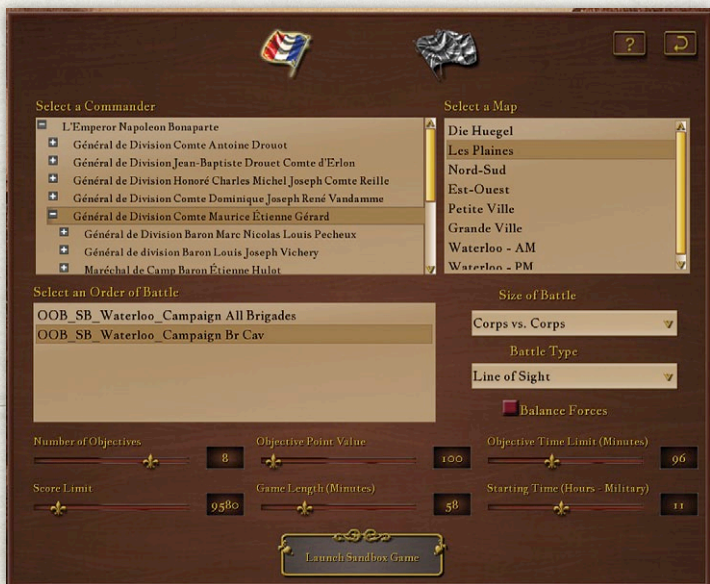 ?
Select a Commander
L'Emperor Napoleon Bonaparte
Général de Division Comte Antoine Drouot
Général de Division Jean-Baptiste Drouet Comte d'Erlon
Général de Division Honoré Charles Michel Joseph Comte Reille
Général de Division Comte Dominique Joseph René Vandamme
Général de Division Comte Maurice Étienne Gérard
Général de Division Baron Marc Nicolas Louis Pecheux
Général de division Baron Louis Joseph Vichery
Maréchal de Camp Baron Étienne Hulot
Select a Map
Die Huegel
Les Plaines
Nord-Sud
Est-Ouest
Petite Ville
Grande Ville
Waterloo - AM
Waterloo - PM
Select an Order of Battle
OOB_SB_Waterloo_Campaign All Brigades
OOB_SB_Waterloo_Campaign Br Cav
Size of Battle
Corps vs. Corps
Battle Type
Line of Sight
Balance Forces
Number of Objectives
8
Objective Point Value
100
Objective Time Limit (Minutes)
96
Score Limit
9580
Game Length (Minutes)
58
Starting Time (Hours - Military)
11
Launch Sandbox Game